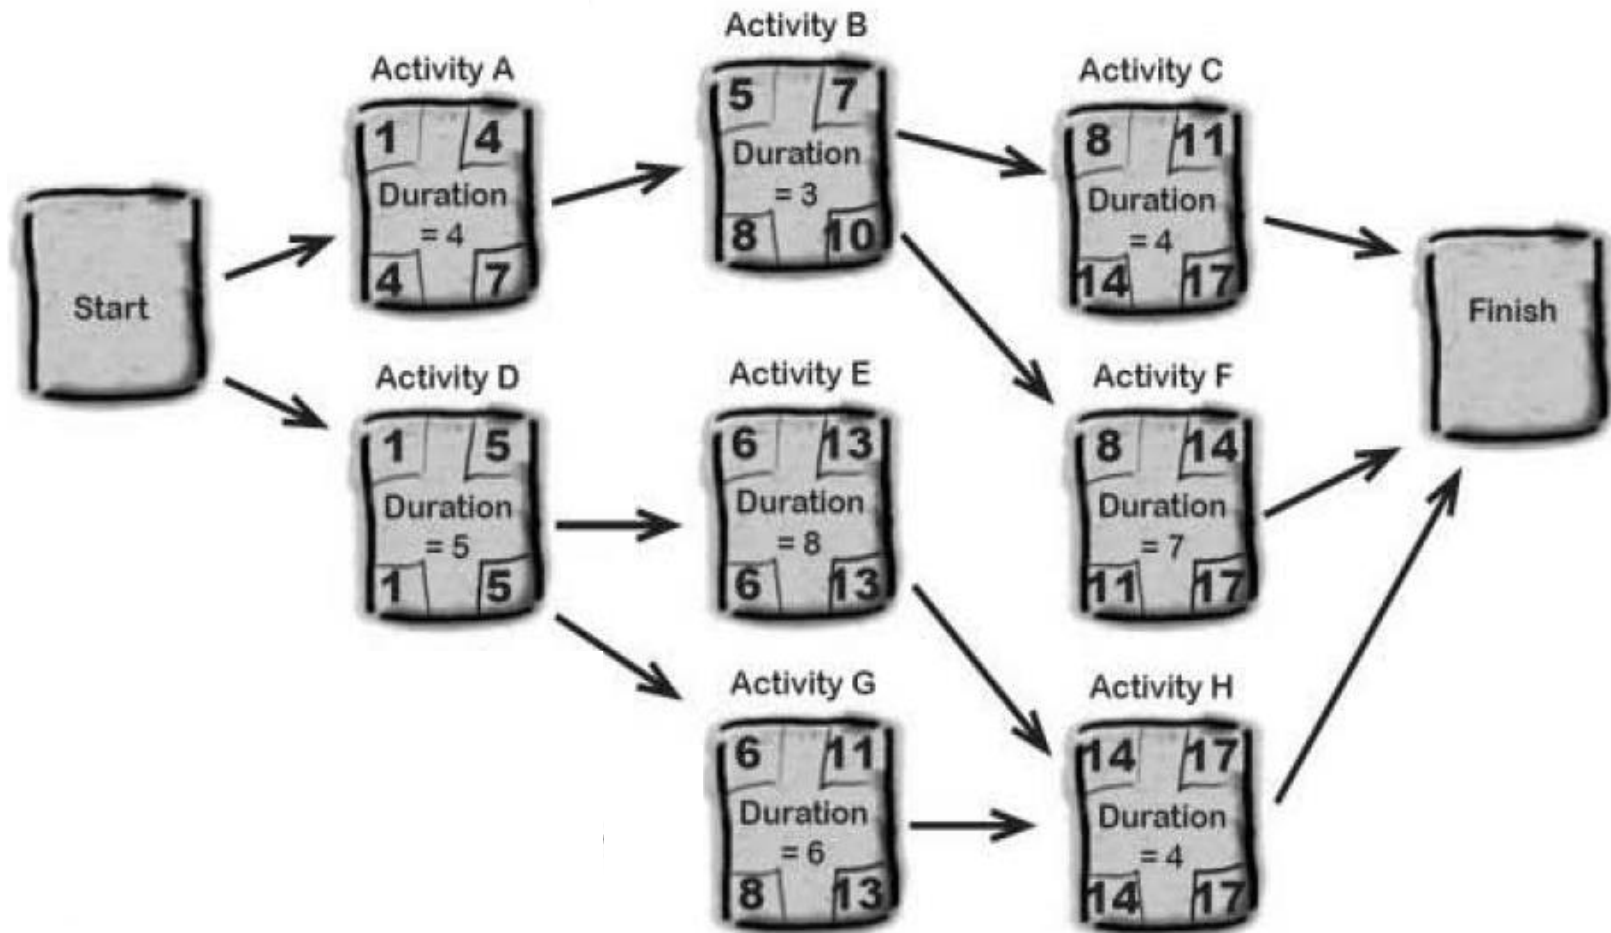 Start
Activity A
1 4
Duration
= 4
4 7
Activity B
5 7
Duration
= 3
8 10
Activity C
8 11
Duration
= 4
14 17
Activity D
1 5
Duration
= 5
1 5
Activity E
6 13
Duration
= 8
6 13
Activity F
8 14
Duration
= 7
11 17
Activity G
6 11
Duration
= 6
8 13
Activity H
14 17
Duration
= 4
14 17
Finish